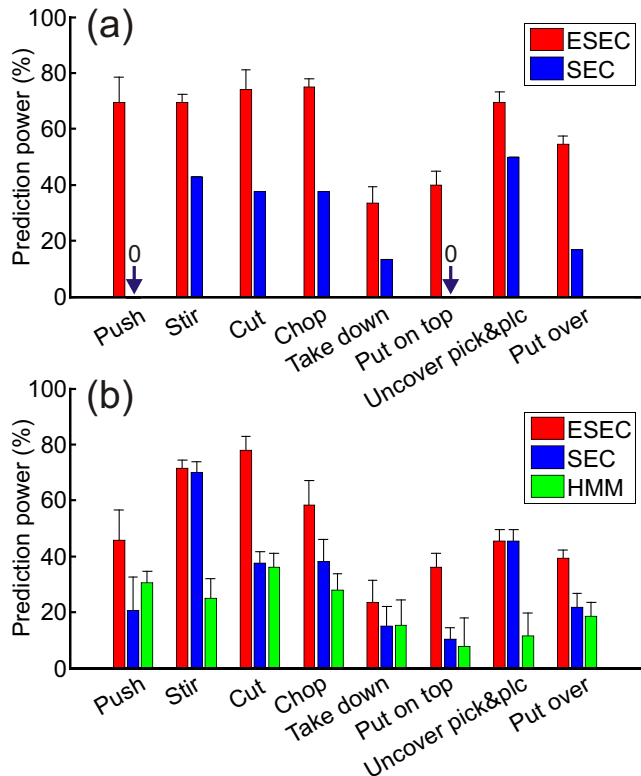 (a)
ESEC
SEC
Prediction power (%)
100
80
60
40
20
0
0
0
Push
Stir
Cut
Chop
Take down
Put on top
Uncover pick&plc
Put over
(b)
ESEC
SEC
HMM
Prediction power (%)
100
80
60
40
20
0
Push
Stir
Cut
Chop
Take down
Put on top
Uncover pick&plc
Put over